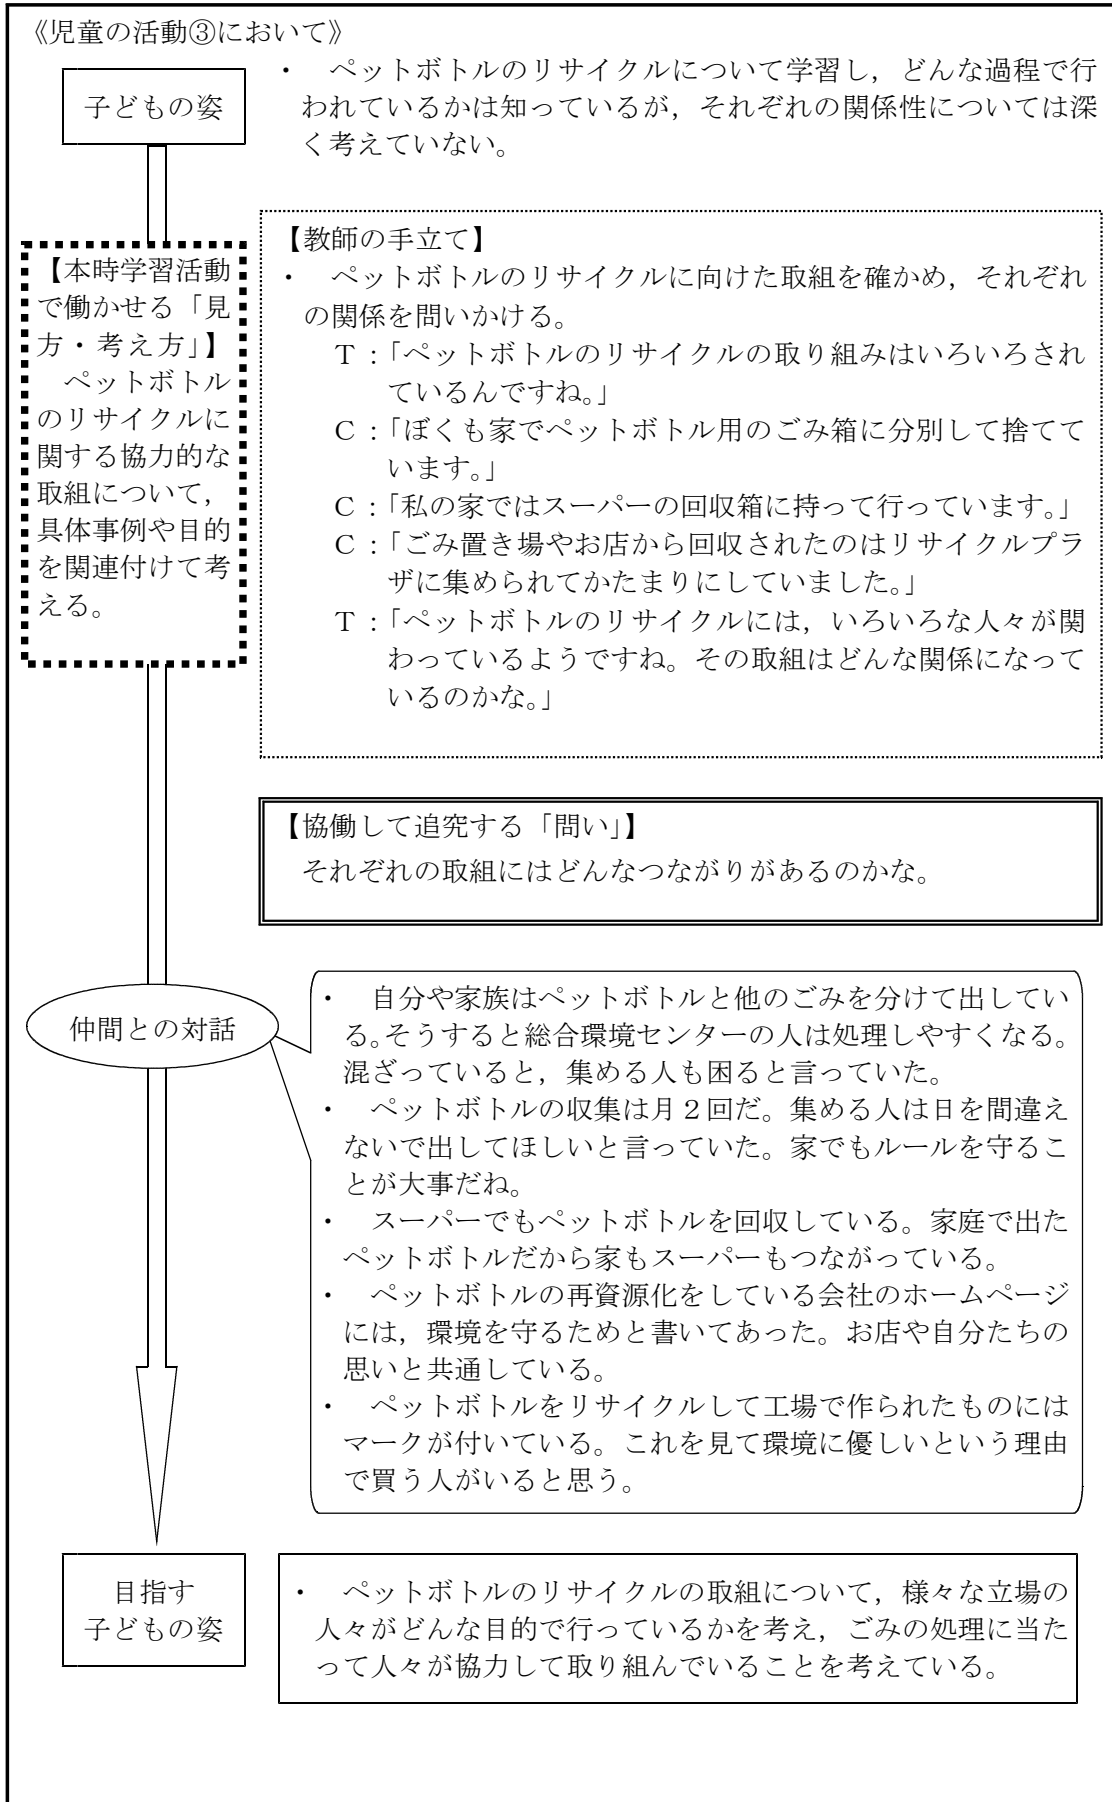 《児童の活動③において》
子どもの姿
・　ペットボトルのリサイクルについて学習し，どんな過程で行
われているかは知っているが，それぞれの関係性については深
く考えていない。
【本時学習活動
で働かせる「見
方・考え方」】
ペットボトル
のリサイクルに
関する協力的な
取組について，
具体事例や目的
を関連付けて考
える。
【教師の手立て】
・　ペットボトルのリサイクルに向けた取組を確かめ，それぞれ
の関係を問いかける。
Ｔ：「ペットボトルのリサイクルの取り組みはいろいろされ
ているんですね。」
Ｃ：「ぼくも家でペットボトル用のごみ箱に分別して捨てて
います。」
Ｃ：「私の家ではスーパーの回収箱に持って行っています。」
Ｃ：「ごみ置き場やお店から回収されたのはリサイクルプラ
ザに集められてかたまりにしていました。」
Ｔ：「ペットボトルのリサイクルには，いろいろな人々が関
わっているようですね。その取組はどんな関係になって
いるのかな。」
【協働して追究する「問い」】
それぞれの取組にはどんなつながりがあるのかな。
仲間との対話
・　自分や家族はペットボトルと他のごみを分けて出してい
る。そうすると総合環境センターの人は処理しやすくなる。
混ざっていると，集める人も困ると言っていた。
・　ペットボトルの収集は月２回だ。集める人は日を間違え
ないで出してほしいと言っていた。家でもルールを守るこ
とが大事だね。
・　スーパーでもペットボトルを回収している。家庭で出た
ペットボトルだから家もスーパーもつながっている。
・　ペットボトルの再資源化をしている会社のホームページ
には，環境を守るためと書いてあった。お店や自分たちの
思いと共通している。
・　ペットボトルをリサイクルして工場で作られたものには
マークが付いている。これを見て環境に優しいという理由
で買う人がいると思う。
目指す
子どもの姿
・　ペットボトルのリサイクルの取組について，様々な立場の
人々がどんな目的で行っているかを考え，ごみの処理に当た
って人々が協力して取り組んでいることを考えている。